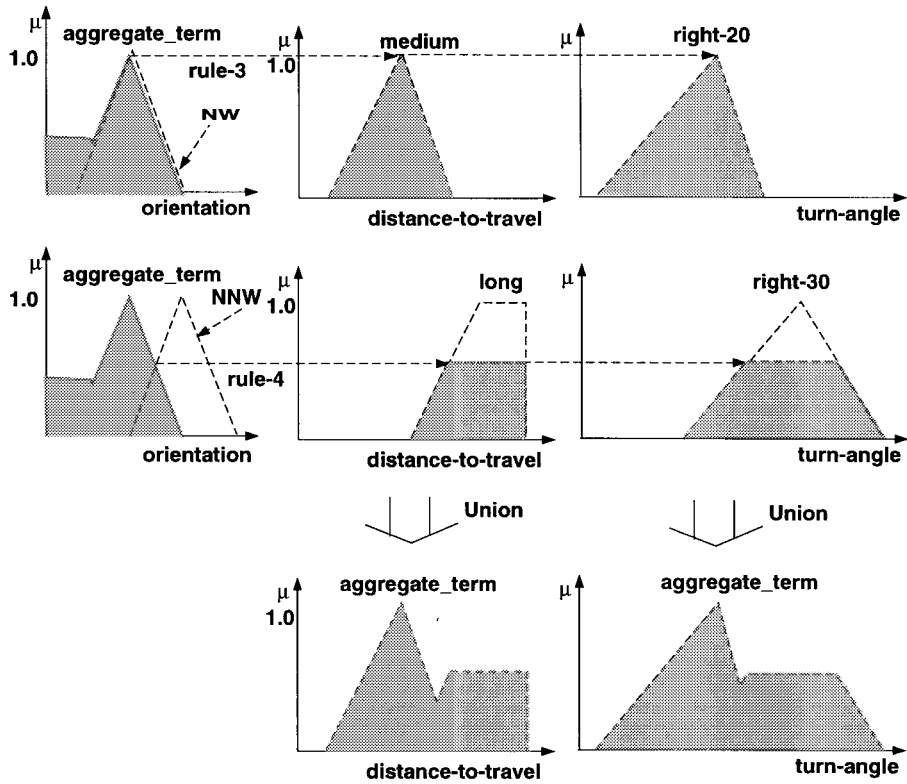 μ
aggregate_term
1.0
rule-3
NW
orientation
μ
medium
1.0
distance-to-travel
μ
right-20
turn-angle
μ
aggregate_term
1.0
NNW
rule-4
orientation
μ
long
1.0
distance-to-travel
μ
right-30
turn-angle
Union
Union
μ
aggregate_term
1.0
distance-to-travel
μ
aggregate_term
turn-angle